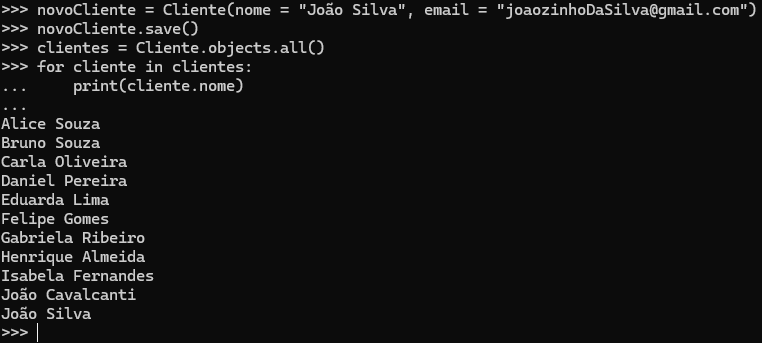 >>> novoCliente = Cliente(nome = "João Silva", email = "joaozinhoDaSilva@gmail.com")
>>> novoCliente.save()
>>> clientes = Cliente.objects.all()
>>> for cliente in clientes:
...     print(cliente.nome)
...
Alice Souza
Bruno Souza
Carla Oliveira
Daniel Pereira
Eduarda Lima
Felipe Gomes
Gabriela Ribeiro
Henrique Almeida
Isabela Fernandes
João Cavalcanti
João Silva
>>>